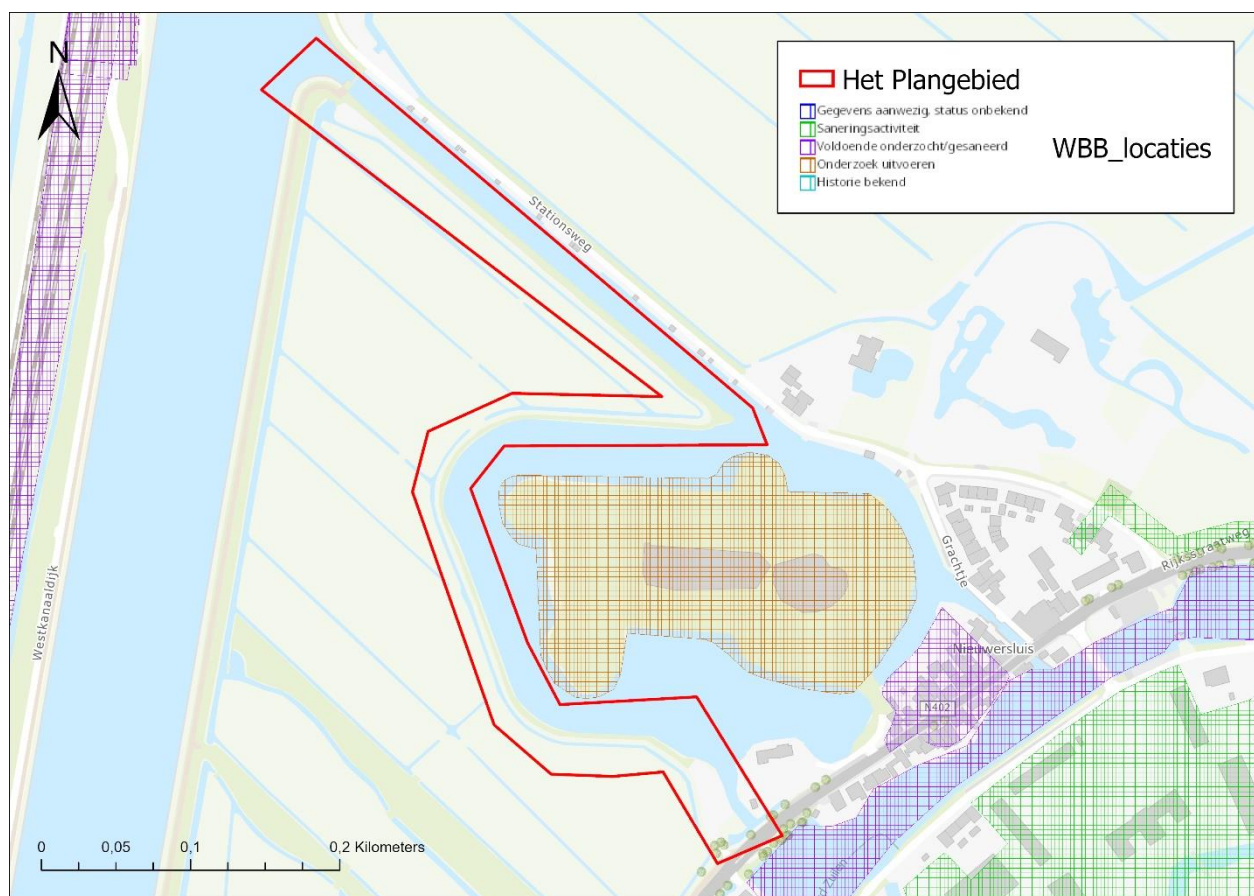 N
Het Plangebied
Gegevens aanwezig, status onbekend
Saneringsactiviteit
Voldoende onderzocht/gesaneerd
WBB_locaties
Onderzoek uitvoeren
Historie bekend
Stationsweg
Grachtje
Rijksstraatweg
Westkanaaldijk
Nieuwersluis
N402
d-Zuilen
0 0,05 0,1 0,2 Kilometers